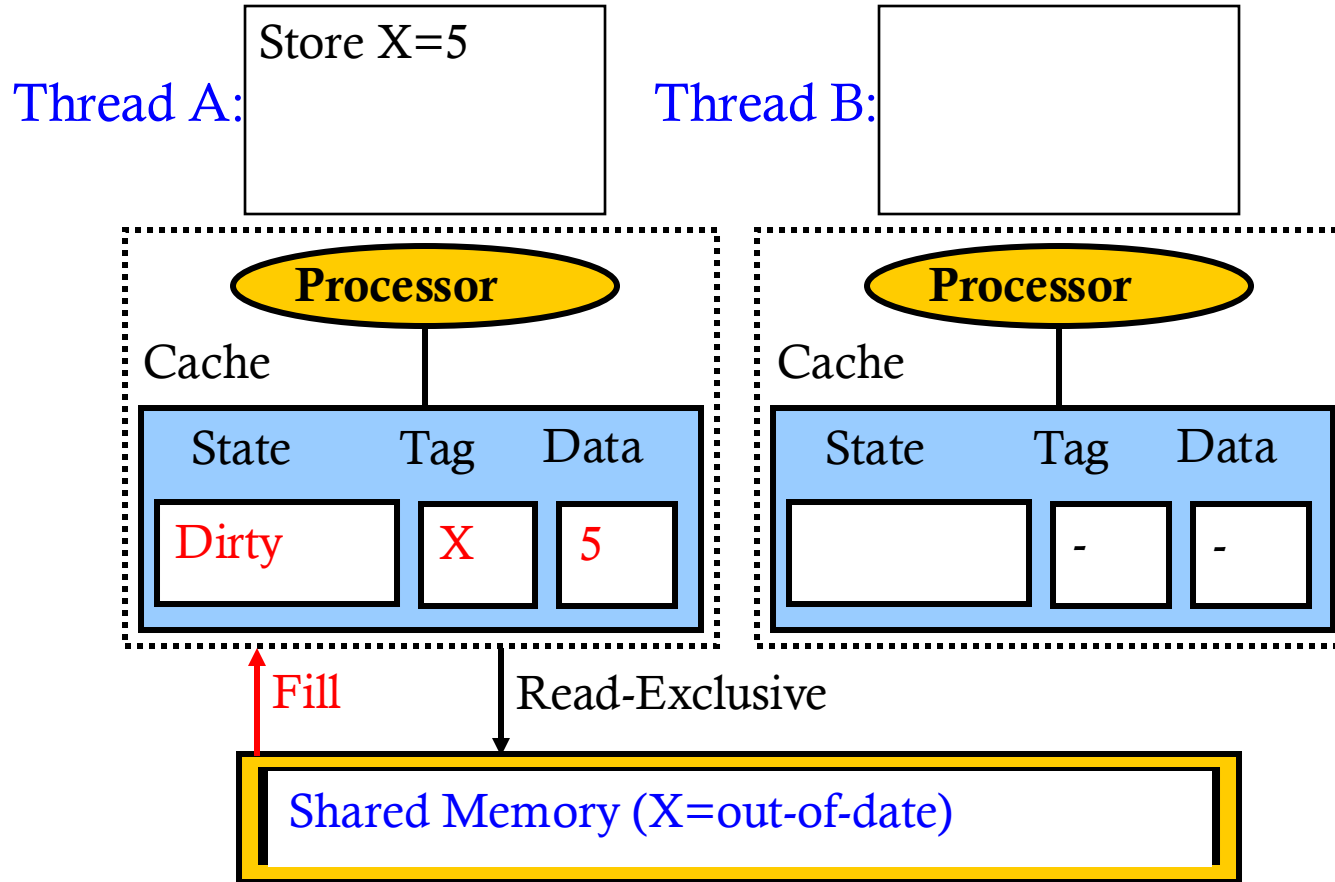 Store X=5
Thread A:
Thread B:
Processor
Processor
Cache
Cache
State Tag Data
State Tag Data
Dirty X 5
- -
Fill
Read-Exclusive
Shared Memory (X=out-of-date)